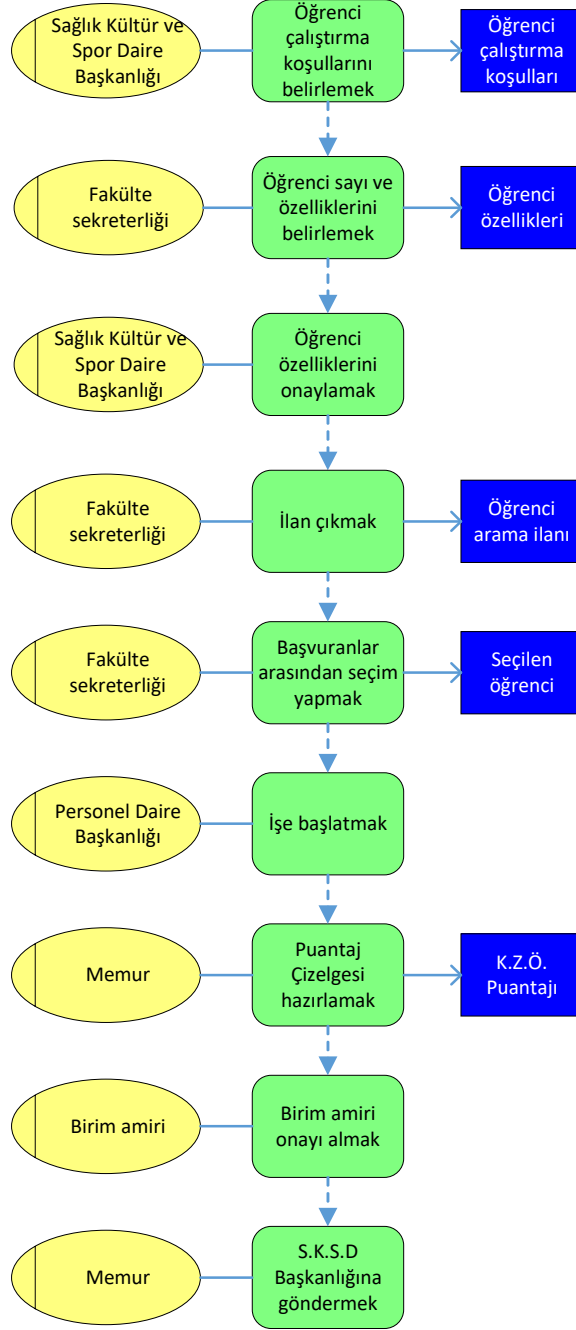 Sağlık Kültür ve
Spor Daire
Başkanlığı
Öğrenci
çalıştırma
koşullarını
belirlemek
Öğrenci
çalıştırma
koşulları
Fakülte
sekreterliği
Öğrenci sayı ve
özelliklerini
belirlemek
Öğrenci
özellikleri
Sağlık Kültür ve
Spor Daire
Başkanlığı
Öğrenci
özelliklerini
onaylamak
Fakülte
sekreterliği
İlan çıkmak
Öğrenci
arama ilanı
Fakülte
sekreterliği
Başvuranlar
arasından seçim
yapmak
Seçilen
öğrenci
Personel Daire
Başkanlığı
İşe başlatmak
Memur
Puantaj
Çizelgesi
hazırlamak
K.Z.Ö.
Puantajı
Birim amiri
Birim amiri
onayı almak
Memur
S.K.S.D
Başkanlığına
göndermek